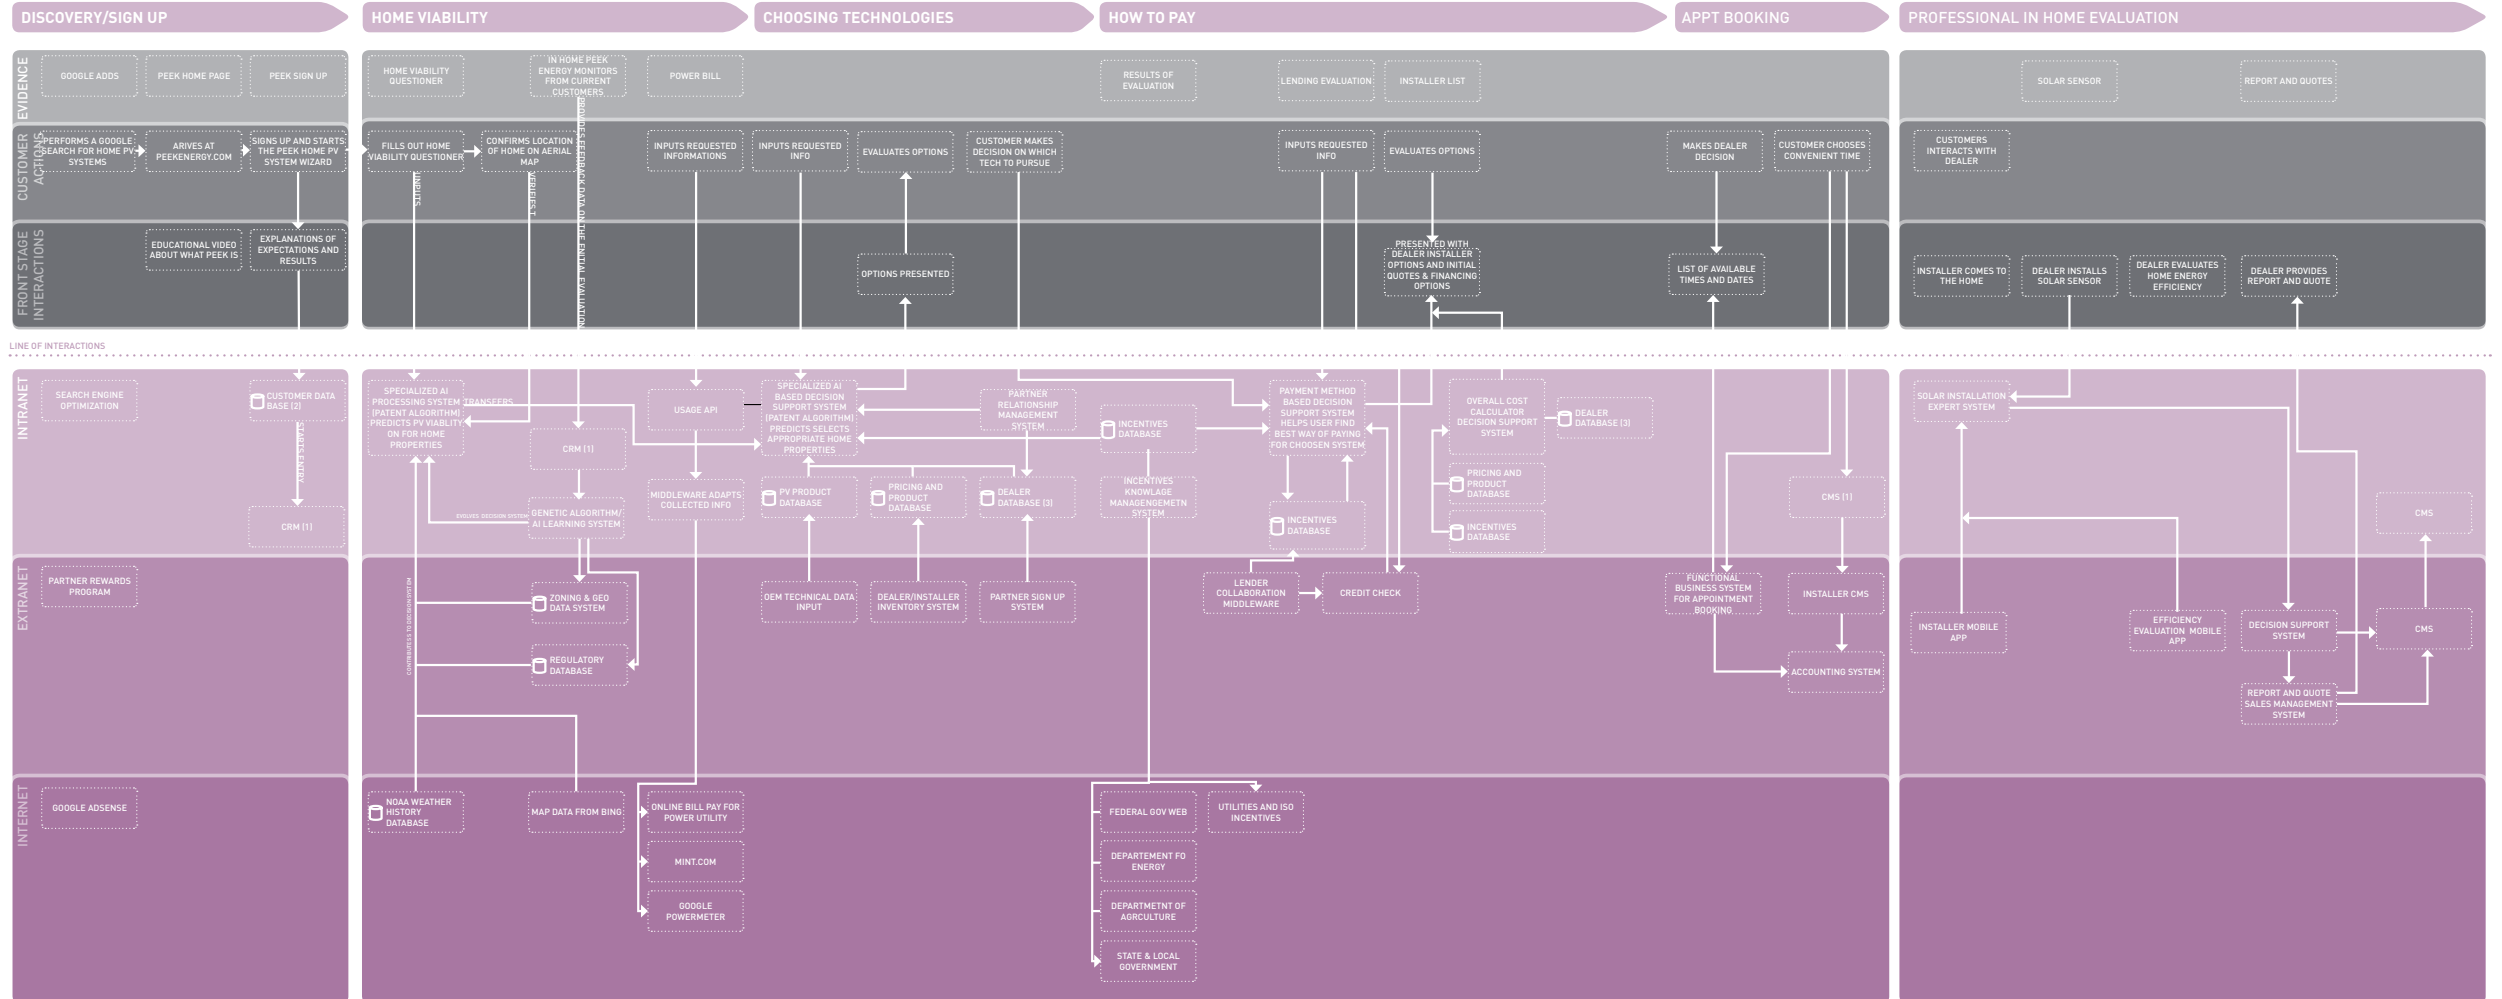 DISCOVERY/SIGN UP
HOME VIABILITY
CHOOSING TECHNOLOGIES
HOW TO PAY
APPT BOOKING
PROFESSIONAL IN HOME EVALUATION
EVIDENCE
GOOGLE ADDS
PEEK HOME PAGE
PEEK SIGN UP
HOME VIABILITY
QUESTIONER
IN HOME PEEK
ENERGY MONITORS
FROM CURRENT
CUSTOMERS
POWER BILL
RESULTS OF
EVALUATION
LENDING EVALUATION
INSTALLER LIST
SOLAR SENSOR
REPORT AND QUOTES
CUSTOMER
ACTIONS
PERFORMS A GOOGLE
SEARCH FOR HOME PV
SYSTEMS
ARIVES AT
PEEKENERGY.COM
SIGNS UP AND STARTS
THE PEEK HOME PV
SYSTEM WIZARD
FILLS OUT HOME
VIABILITY QUESTIONER
CONFIRMS LOCATION
OF HOME ON AERIAL
MAP
PROVIDES FEEDBACK DATA ON THE INITIAL EVALUATION
INPUTS REQUESTED
INFORMATIONS
INPUTS REQUESTED
INFO
EVALUATES OPTIONS
CUSTOMER MAKES
DECISION ON WHICH
TECH TO PURSUE
INPUTS REQUESTED
INFO
EVALUATES OPTIONS
MAKES DEALER
DECISION
CUSTOMER CHOOSES
CONVENIENT TIME
CUSTOMERS
INTERACTS WITH
DEALER
INPUTS
VERIFIES T
FRONT STAGE
INTERACTIONS
EDUCATIONAL VIDEO
ABOUT WHAT PEEK IS
EXPLANATIONS OF
EXPECTATIONS AND
RESULTS
OPTIONS PRESENTED
PRESENTED WITH
DEALER INSTALLER
OPTIONS AND INITIAL
QUOTES & FINANCING
OPTIONS
LIST OF AVAILABLE
TIMES AND DATES
INSTALLER COMES TO
THE HOME
DEALER INSTALLS
SOLAR SENSOR
DEALER EVALUATES
HOME ENERGY
EFFICIENCY
DEALER PROVIDES
REPORT AND QUOTE
LINE OF INTERACTIONS
INTRANET
SEARCH ENGINE
OPTIMIZATION
CUSTOMER DATA
BASE (2)
STARTS ENTRY
CRM (1)
SPECIALIZED AI
PROCESSING SYSTEM
(PATENT ALGORITHM)
PREDICTS PV VIABLITY
ON FOR HOME
PROPERTIES
TRANSFERS
CRM (1)
EVOLVES DECISION SYSTEM
GENETIC ALGORITHM/
AI LEARNING SYSTEM
USAGE API
MIDDLEWARE ADAPTS
COLLECTED INFO
SPECIALIZED AI
BASED DECISION
SUPPORT SYSTEM
(PATENT ALGORITHM)
PREDICTS SELECTS
APPROPRIATE HOME
PROPERTIES
PARTNER
RELATIONSHIP
MANAGEMENT
SYSTEM
PV PRODUCT
DATABASE
PRICING AND
PRODUCT
DATABASE
DEALER
DATABASE (3)
INCENTIVES
DATABASE
INCENTIVES
KNOWLAGE
MANAGENGEMETN
SYSTEM
PAYMENT METHOD
BASED DECISION
SUPPORT SYSTEM
HELPS USER FIND
BEST WAY OF PAYING
FOR CHOOSEN SYSTEM
INCENTIVES
DATABASE
OVERALL COST
CALCULATOR
DECISION SUPPORT
SYSTEM
DEALER
DATABASE (3)
PRICING AND
PRODUCT
DATABASE
INCENTIVES
DATABASE
CMS (1)
SOLAR INSTALLATION
EXPERT SYSTEM
CMS
EXTRANET
PARTNER REWARDS
PROGRAM
CONTRIBUTESS TO DECISION SYSTEM
ZONING & GEO
DATA SYSTEM
REGULATORY
DATABASE
OEM TECHNICAL DATA
INPUT
DEALER/INSTALLER
INVENTORY SYSTEM
PARTNER SIGN UP
SYSTEM
LENDER
COLLABORATION
MIDDLEWARE
CREDIT CHECK
FUNCTIONAL
BUSINESS SYSTEM
FOR APPOINTMENT
BOOKING
INSTALLER CMS
ACCOUNTING SYSTEM
INSTALLER MOBILE
APP
EFFICIENCY
EVALUATION MOBILE
APP
DECISION SUPPORT
SYSTEM
CMS
REPORT AND QUOTE
SALES MANAGEMENT
SYSTEM
INTERNET
GOOGLE ADSENSE
NOAA WEATHER
HISTORY
DATABASE
MAP DATA FROM BING
ONLINE BILL PAY FOR
POWER UTILITY
MINT.COM
GOOGLE
POWERMETER
FEDERAL GOV WEB
UTILITIES AND ISO
INCENTIVES
DEPARTEMENT FO
ENERGY
DEPARTMETNT OF
AGRCULTURE
STATE & LOCAL
GOVERNMENT